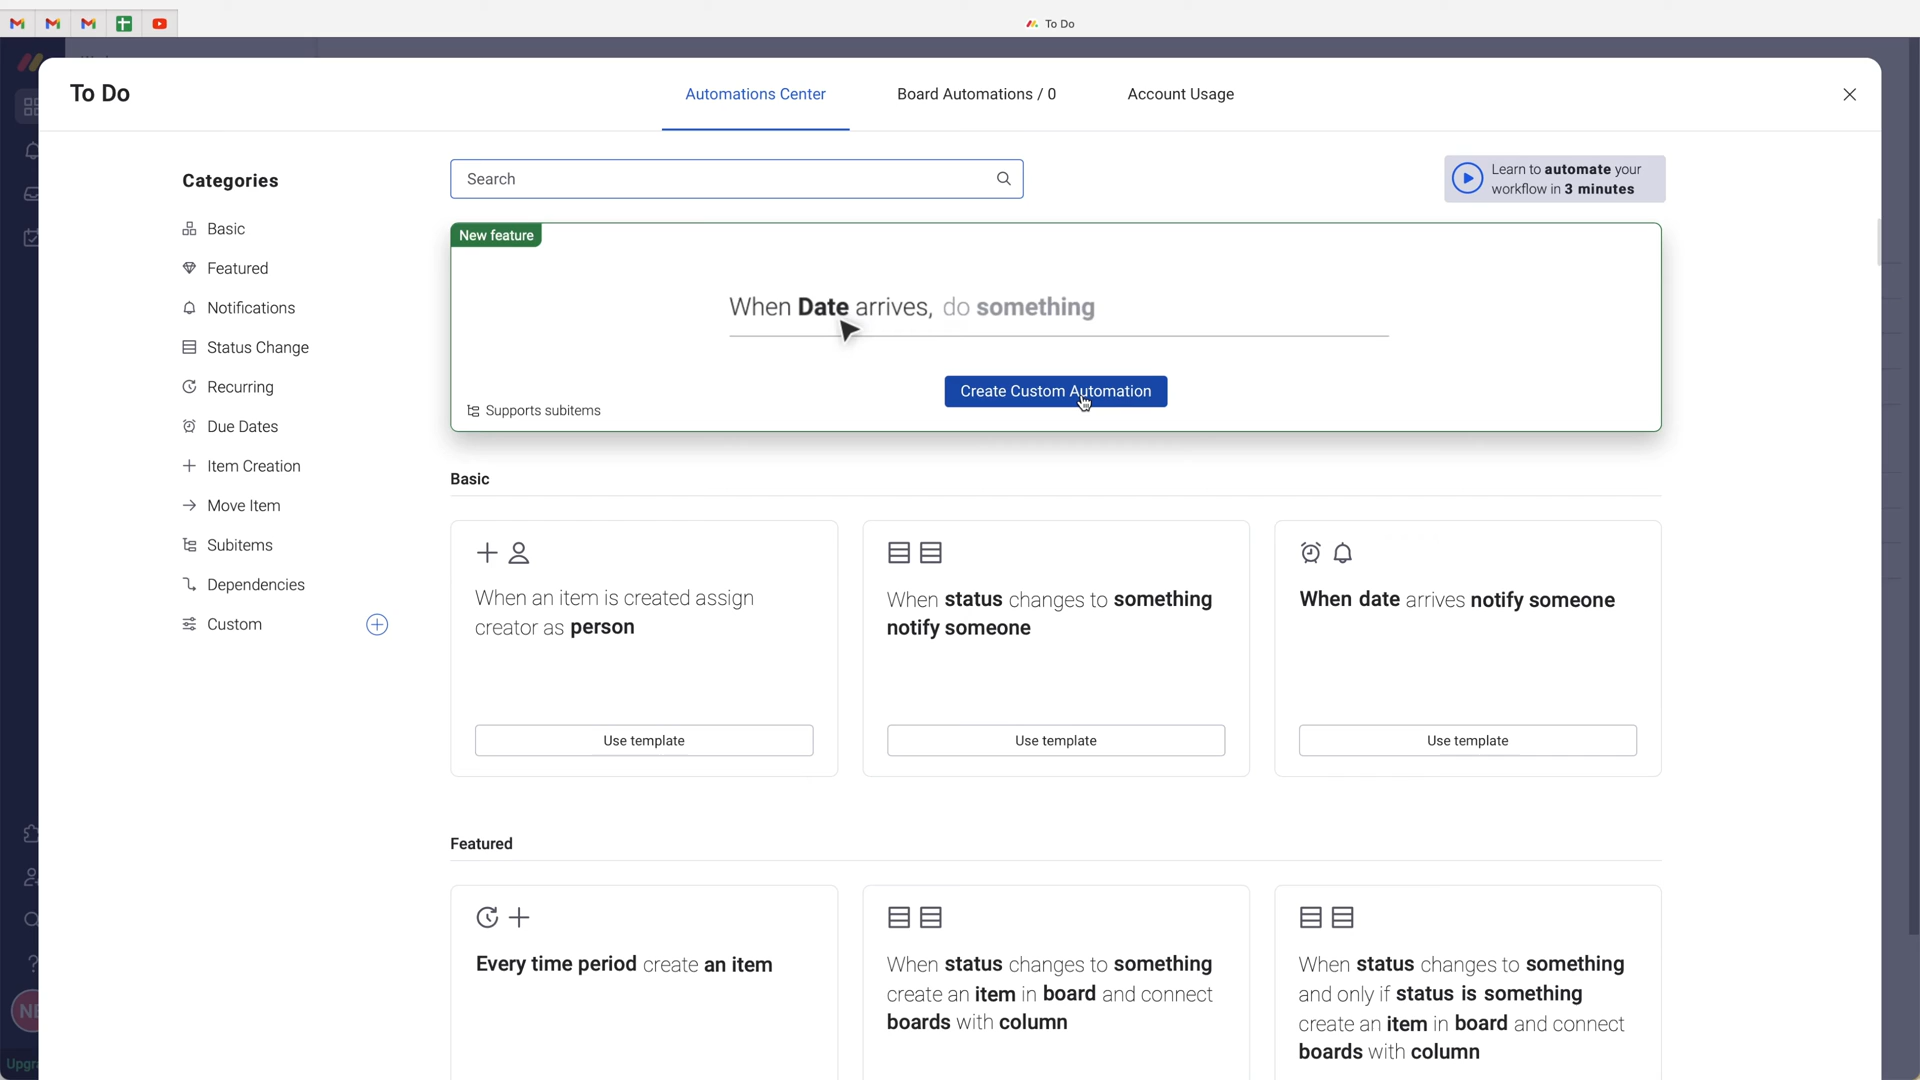 To Do
To Do
Automations Center
Board Automations / 0
Account Usage
Categories
Basic
Featured
Notifications
Status Change
Recurring
Due Dates
Item Creation
Move Item
Subitems
Dependencies
Custom
Search
Learn to automate your
workflow in 3 minutes
New feature
When Date arrives, do something
Create Custom Automation
Supports subitems
Basic
When an item is created assign
creator as person
Use template
When status changes to something
notify someone
Use template
When date arrives notify someone
Use template
Featured
Every time period create an item
When status changes to something
create an item in board and connect
boards with column
When status changes to something
and only if status is something
create an item in board and connect
boards with column
NE
Upgra